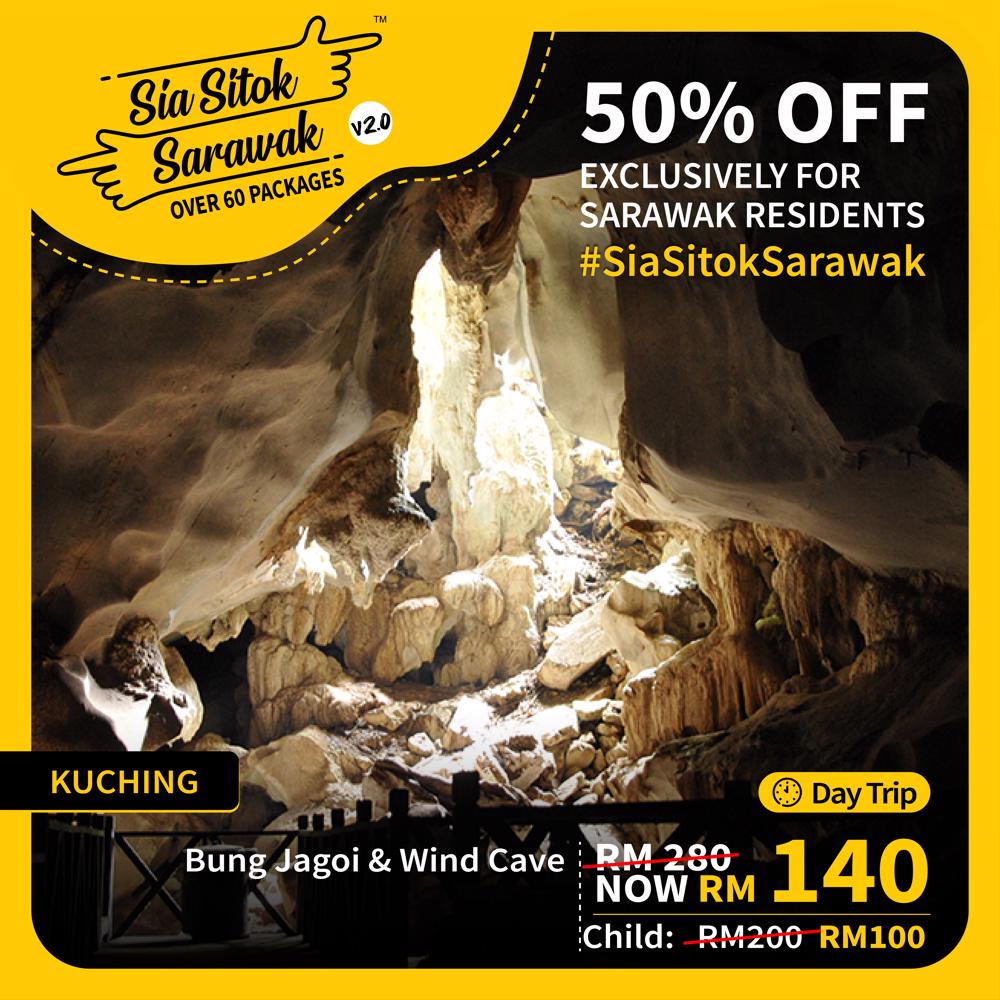 Sia Sitok
Sarawak
TM
v2.0
OVER 60 PACKAGES
50% OFF
EXCLUSIVELY FOR
SARAWAK RESIDENTS
#SiaSitokSarawak
KUCHING
Day Trip
Bung Jagoi & Wind Cave
RM 280
NOW RM 140
Child: RM200 RM100